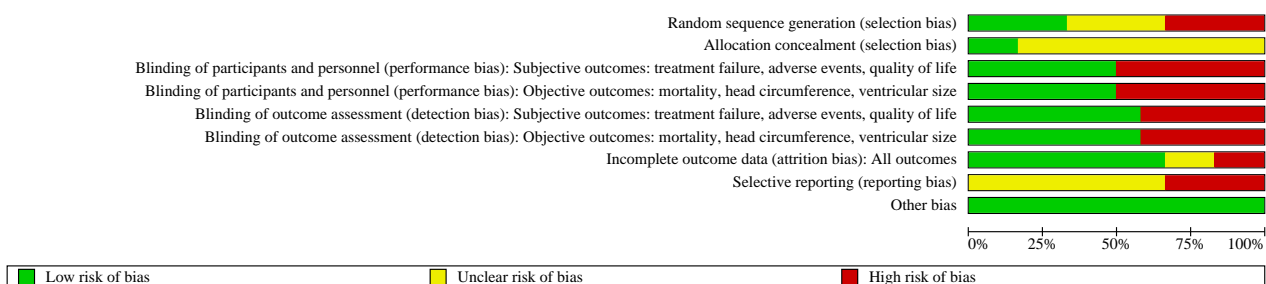 Random sequence generation (selection bias)
Allocation concealment (selection bias)
Blinding of participants and personnel (performance bias): Subjective outcomes: treatment failure, adverse events, quality of life
Blinding of participants and personnel (performance bias): Objective outcomes: mortality, head circumference, ventricular size
Blinding of outcome assessment (detection bias): Subjective outcomes: treatment failure, adverse events, quality of life
Blinding of outcome assessment (detection bias): Objective outcomes: mortality, head circumference, ventricular size
Incomplete outcome data (attrition bias): All outcomes
Selective reporting (reporting bias)
Other bias
0% 25% 50% 75% 100%
Low risk of bias Unclear risk of bias High risk of bias